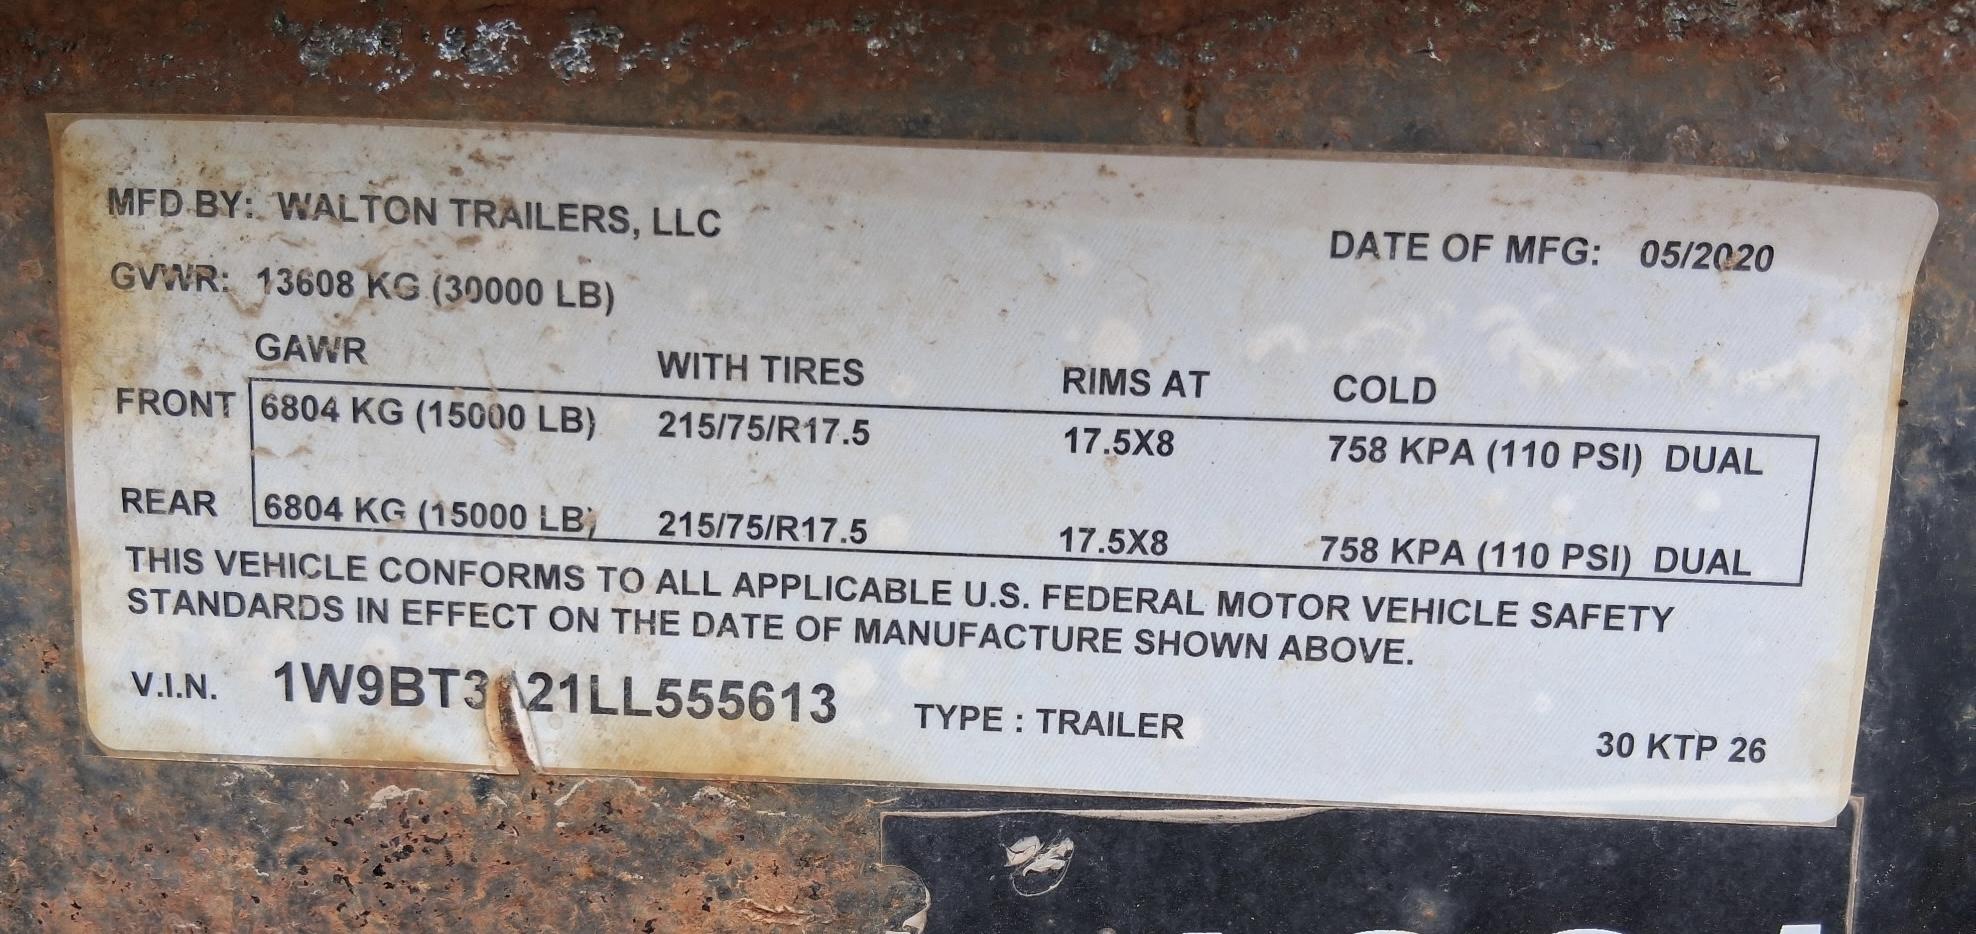 MFD BY: WALTON TRAILERS, LLC DATE OF MFG: 05/2020
GVWR: 13608 KG (30000 LB)
GAWR WITH TIRES RIMS AT COLD
FRONT 6804 KG (15000 LB) 215/75/R17.5 17.5X8 758 KPA (110 PSI) DUAL
REAR 6804 KG (15000 LB) 215/75/R17.5 17.5X8 758 KPA (110 PSI) DUAL
THIS VEHICLE CONFORMS TO ALL APPLICABLE U.S. FEDERAL MOTOR VEHICLE SAFETY
STANDARDS IN EFFECT ON THE DATE OF MANUFACTURE SHOWN ABOVE.
V.I.N. TYPE : TRAILER 30 KTP 26